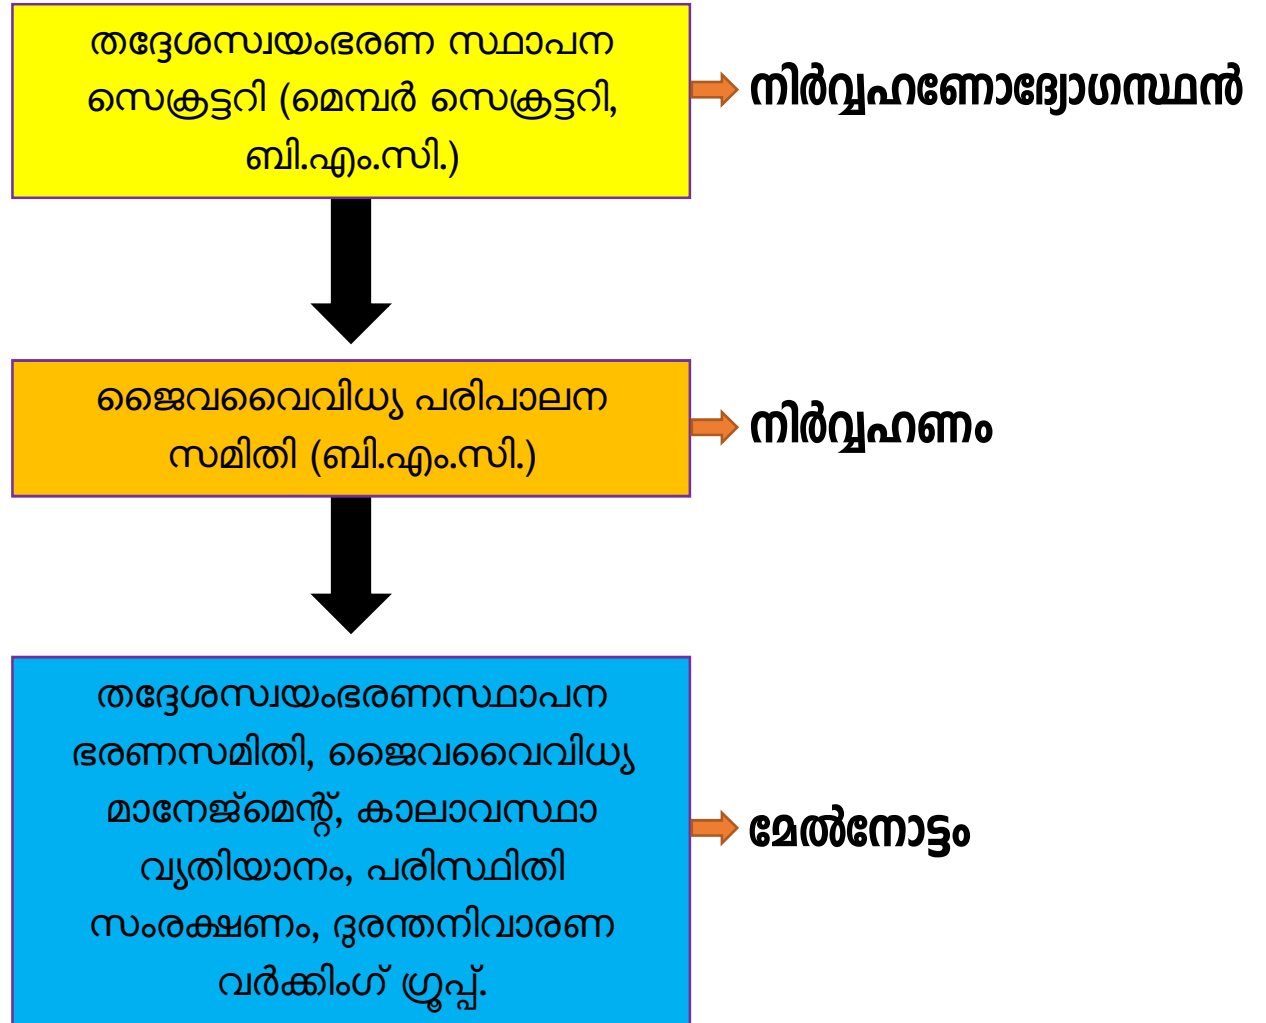 തദ്ദേശസ്വയംഭരണ സ്ഥാപന
സെക്രട്ടറി (മെമ്പർ സെക്രട്ടറി,
ബി.എം.സി.)
നിർവ്വഹണോദ്യോഗസ്ഥൻ
ജൈവവൈവിധ്യ പരിപാലന
സമിതി (ബി.എം.സി.)
നിർവ്വഹണം
തദ്ദേശസ്വയംഭരണസ്ഥാപന
ഭരണസമിതി, ജൈവവൈവിധ്യ
മാനേജ്മെന്റ്, കാലാവസ്ഥാ
വ്യതിയാനം, പരിസ്ഥിതി
സംരക്ഷണം, ദുരന്തനിവാരണ
വർക്കിംഗ് ഗ്രൂപ്പ്.
മേൽനോട്ടം